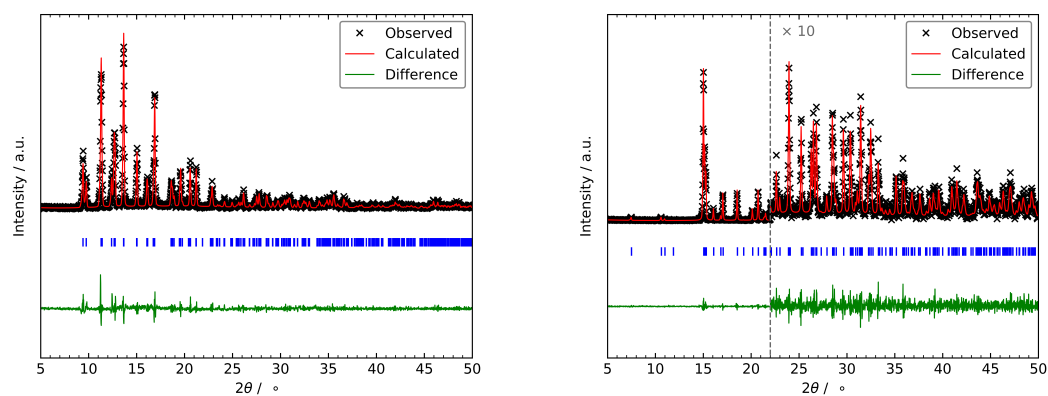 Observed
Calculated
Difference
Intensity / a.u.
5 10 15 20 25 30 35 40 45 50
2θ / °
× 10
Observed
Calculated
Difference
Intensity / a.u.
5 10 15 20 25 30 35 40 45 50
2θ / °